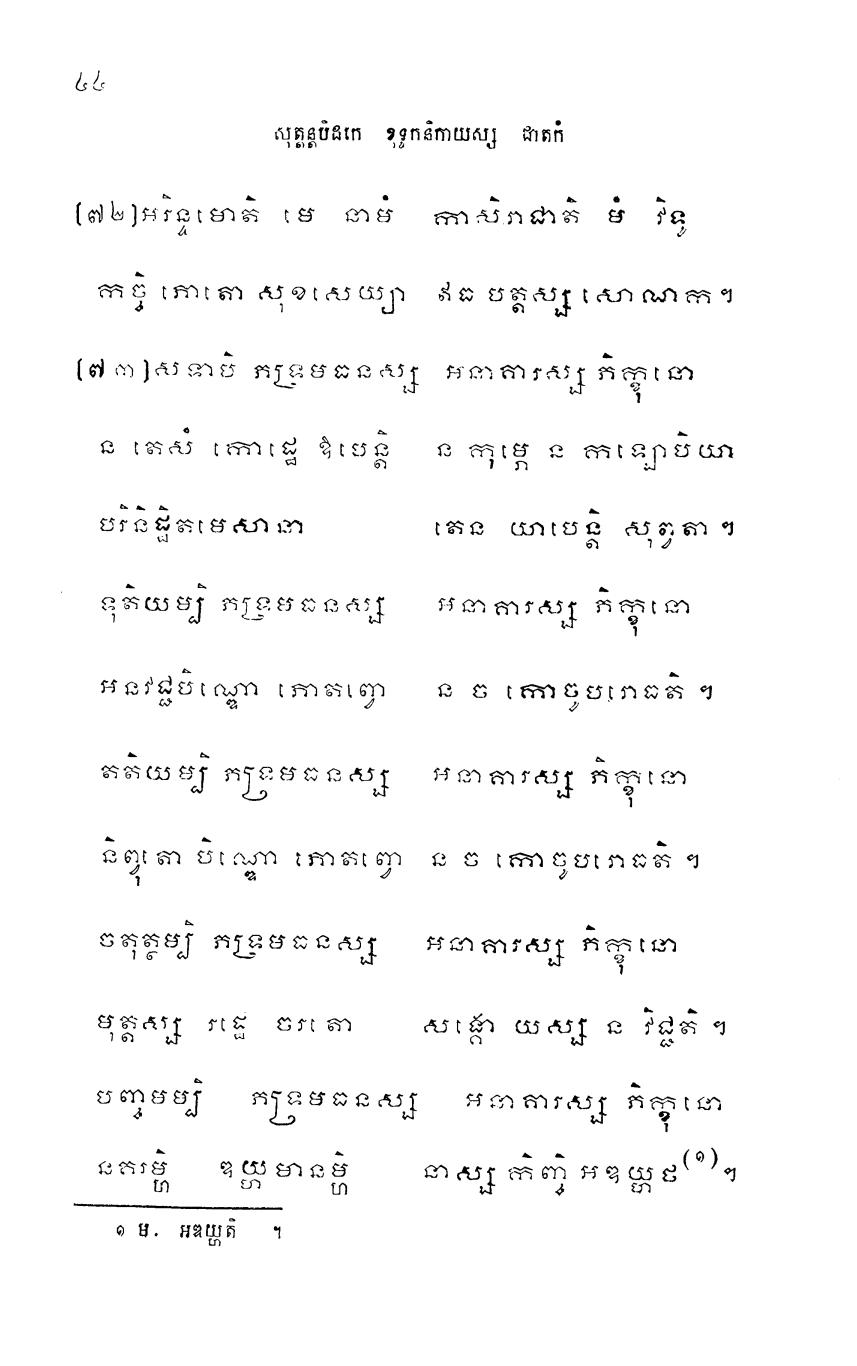 ៤៤
សុត្តន្តបិដកេ ខុទ្ទកនិកាយស្ស ជាតកំ
[៧២] អរិន្ទមោតិ មេ នាមំ កាសិរាជាតិ មំ វិទូ
កច្ចិ ភោតោ សុខសេយ្យា ឥធ បត្តស្ស សោណក ។
[៧៣] សទាបិ ភទ្រមធនស្ស អនាគារស្ស ភិក្ខុនោ
ន តេសំ កោដ្ឋេ ឱបេន្តិ ន កុម្ភេ ន កឡោបិយា
បរិនិដ្ឋិតមេសានា តេន យាបេន្តិ សុព្វតា ។
ទុតិយម្បិ ភទ្រមធនស្ស អនាគារស្ស ភិក្ខុនោ
អនវជ្ជបិណ្ឌោ ភោតព្វោ ន ច កោចូបរោធតិ ។
តតិយម្បិ ភទ្រមធនស្ស អនាគារស្ស ភិក្ខុនោ
និព្វុតោ បិណ្ឌោ ភោតព្វោ ន ច កោចូបរោធតិ ។
ចតុត្ថម្បិ ភទ្រមធនស្ស អនាគារស្ស ភិក្ខុនោ
មុត្តស្ស រដ្ឋេ ចរតោ សង្គោ យស្ស ន វិជ្ជតិ ។
បញ្ចមម្បិ ភទ្រមធនស្ស អនាគារស្ស ភិក្ខុនោ
នគរម្ហិ ឌយ្ហមានម្ហិ នាស្ស កិញ្ចិ អឌយ្ហថ (១) ។
១ ម. អឌយ្ហតិ ។